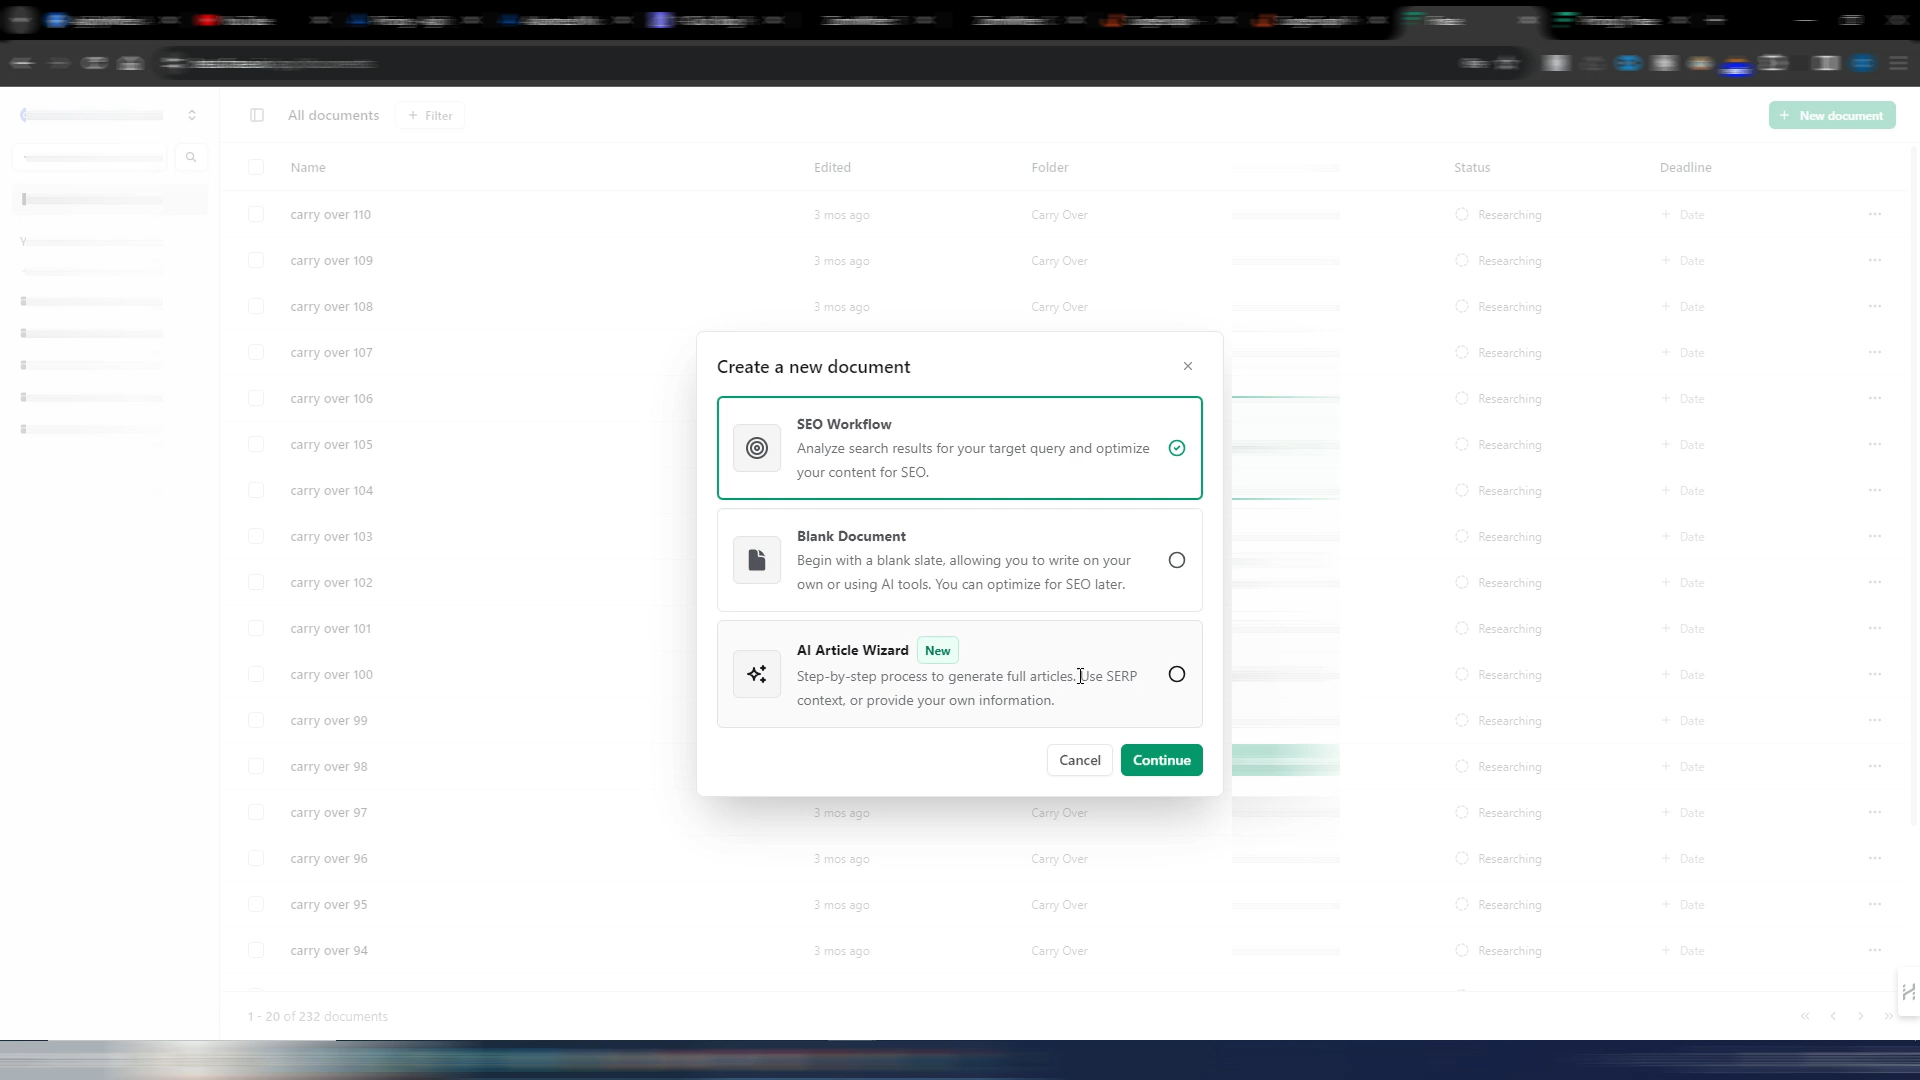 All documents
+ Filter
+ New document
Name Edited Folder Status Deadline
carry over 110 3 mos ago Carry Over Researching + Date
carry over 109 3 mos ago Carry Over Researching + Date
carry over 108 3 mos ago Carry Over Researching + Date
carry over 107 Researching + Date
carry over 106 Researching + Date
carry over 105 Researching + Date
carry over 104 Researching + Date
carry over 103 Researching + Date
carry over 102 Researching + Date
carry over 101 Researching + Date
carry over 100 Researching + Date
carry over 99 Researching + Date
carry over 98 Researching + Date
carry over 97 3 mos ago Carry Over Researching + Date
carry over 96 3 mos ago Carry Over Researching + Date
carry over 95 3 mos ago Carry Over Researching + Date
carry over 94 3 mos ago Carry Over Researching + Date
1 - 20 of 232 documents
Create a new document
SEO Workflow
Analyze search results for your target query and optimize
your content for SEO.
Blank Document
Begin with a blank slate, allowing you to write on your
own or using AI tools. You can optimize for SEO later.
AI Article Wizard New
Step-by-step process to generate full articles. Use SERP
context, or provide your own information.
Cancel
Continue